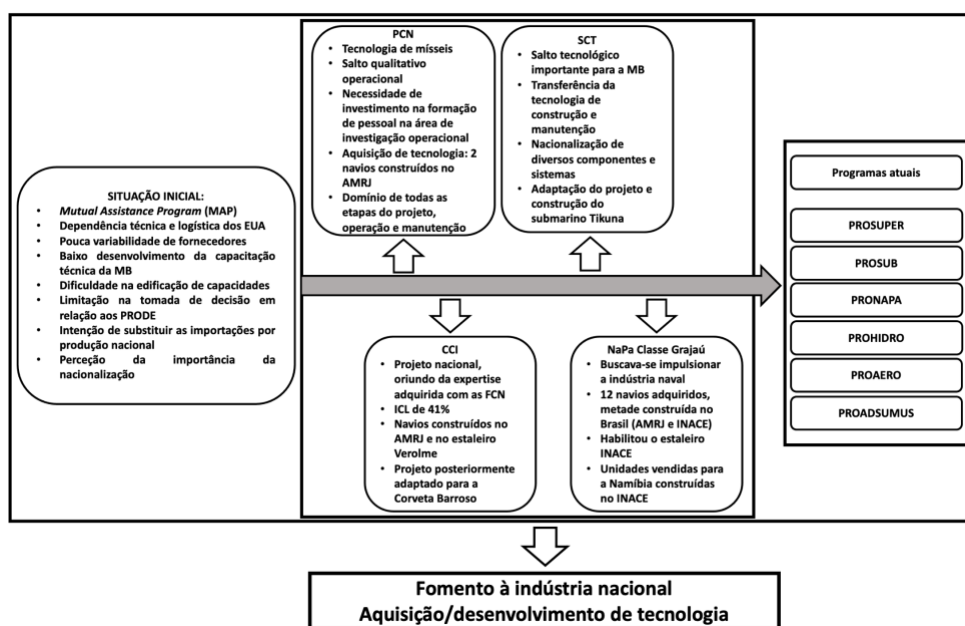 SITUAÇÃO INICIAL:
• Mutual Assistance Program (MAP)
• Dependência técnica e logística dos EUA
• Pouca variabilidade de fornecedores
• Baixo desenvolvimento da capacitação
técnica da MB
• Dificuldade na edificação de capacidades
• Limitação na tomada de decisão em
relação aos PRODE
• Intenção de substituir as importações por
produção nacional
• Perceção da importância da
nacionalização
PCN
• Tecnologia de mísseis
• Salto qualitativo
operacional
• Necessidade de
investimento na formação
de pessoal na área de
investigação operacional
• Aquisição de tecnologia: 2
navios construídos no
AMRJ
• Domínio de todas as
etapas do projeto,
operação e manutenção
SCT
• Salto tecnológico
importante para a MB
• Transferência da
tecnologia de
construção e
manutenção
• Nacionalização de
diversos componentes e
sistemas
• Adaptação do projeto e
construção do
submarino Tikuna
CCI
• Projeto nacional,
oriundo da expertise
adquirida com as FCN
• ICL de 41%
• Navios construídos no
AMRJ e no estaleiro
Verolme
• Projeto posteriormente
adaptado para a
Corveta Barroso
NaPa Classe Grajaú
• Buscava-se impulsionar
a indústria naval
• 12 navios adquiridos,
metade construída no
Brasil (AMRJ e INACE)
• Habilitou o estaleiro
INACE
• Unidades vendidas para
a Namíbia construídas
no INACE
Programas atuais
PROSUPER
PROSUB
PRONAPA
PROHIDRO
PROAERO
PROADSUMUS
Fomento à indústria nacional
Aquisição/desenvolvimento de tecnologia